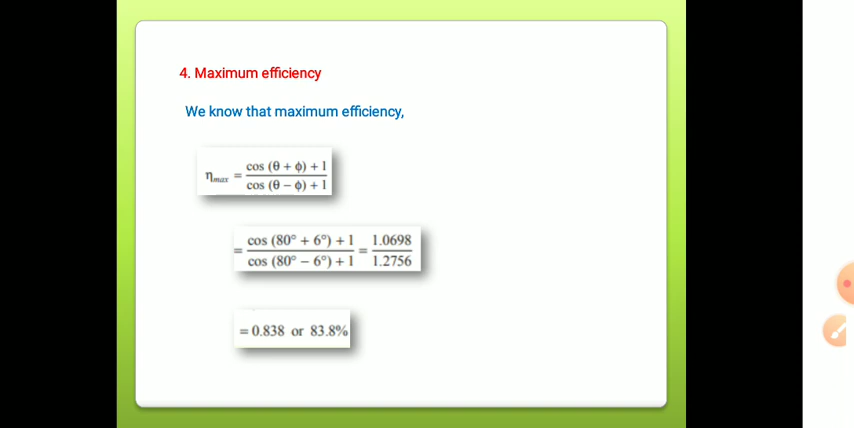 4. Maximum efficiency
We know that maximum efficiency,
ηmax = cos (θ + ϕ) + 1 / cos (θ − ϕ) + 1
= cos (80° + 6°) + 1 / cos (80° − 6°) + 1 = 1.0698 / 1.2756
= 0.838 or 83.8%